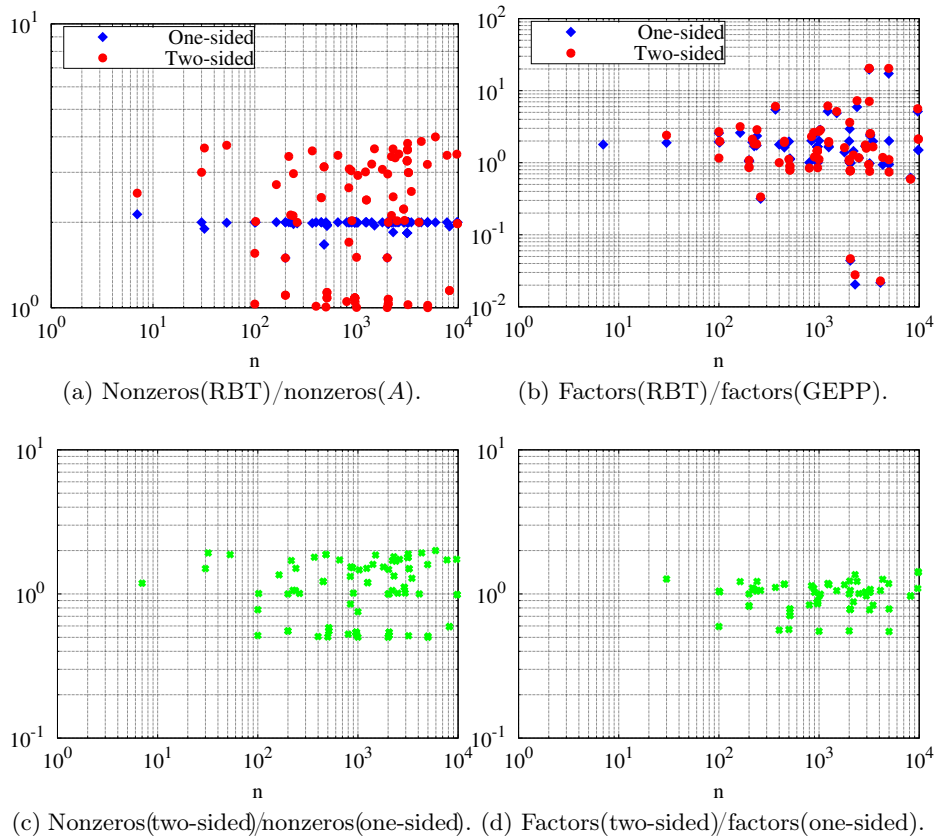 10^1
One-sided
Two-sided
10^0
10^0 10^1 10^2 10^3 10^4
n
(a) Nonzeros(RBT)/nonzeros(A).
10^2
One-sided
Two-sided
10^1
10^0
10^-1
10^-2
10^0 10^1 10^2 10^3 10^4
n
(b) Factors(RBT)/factors(GEPP).
10^1
10^0
10^-1
10^0 10^1 10^2 10^3 10^4
n
(c) Nonzeros(two-sided)/nonzeros(one-sided).
10^1
10^0
10^-1
10^0 10^1 10^2 10^3 10^4
n
(d) Factors(two-sided)/factors(one-sided).